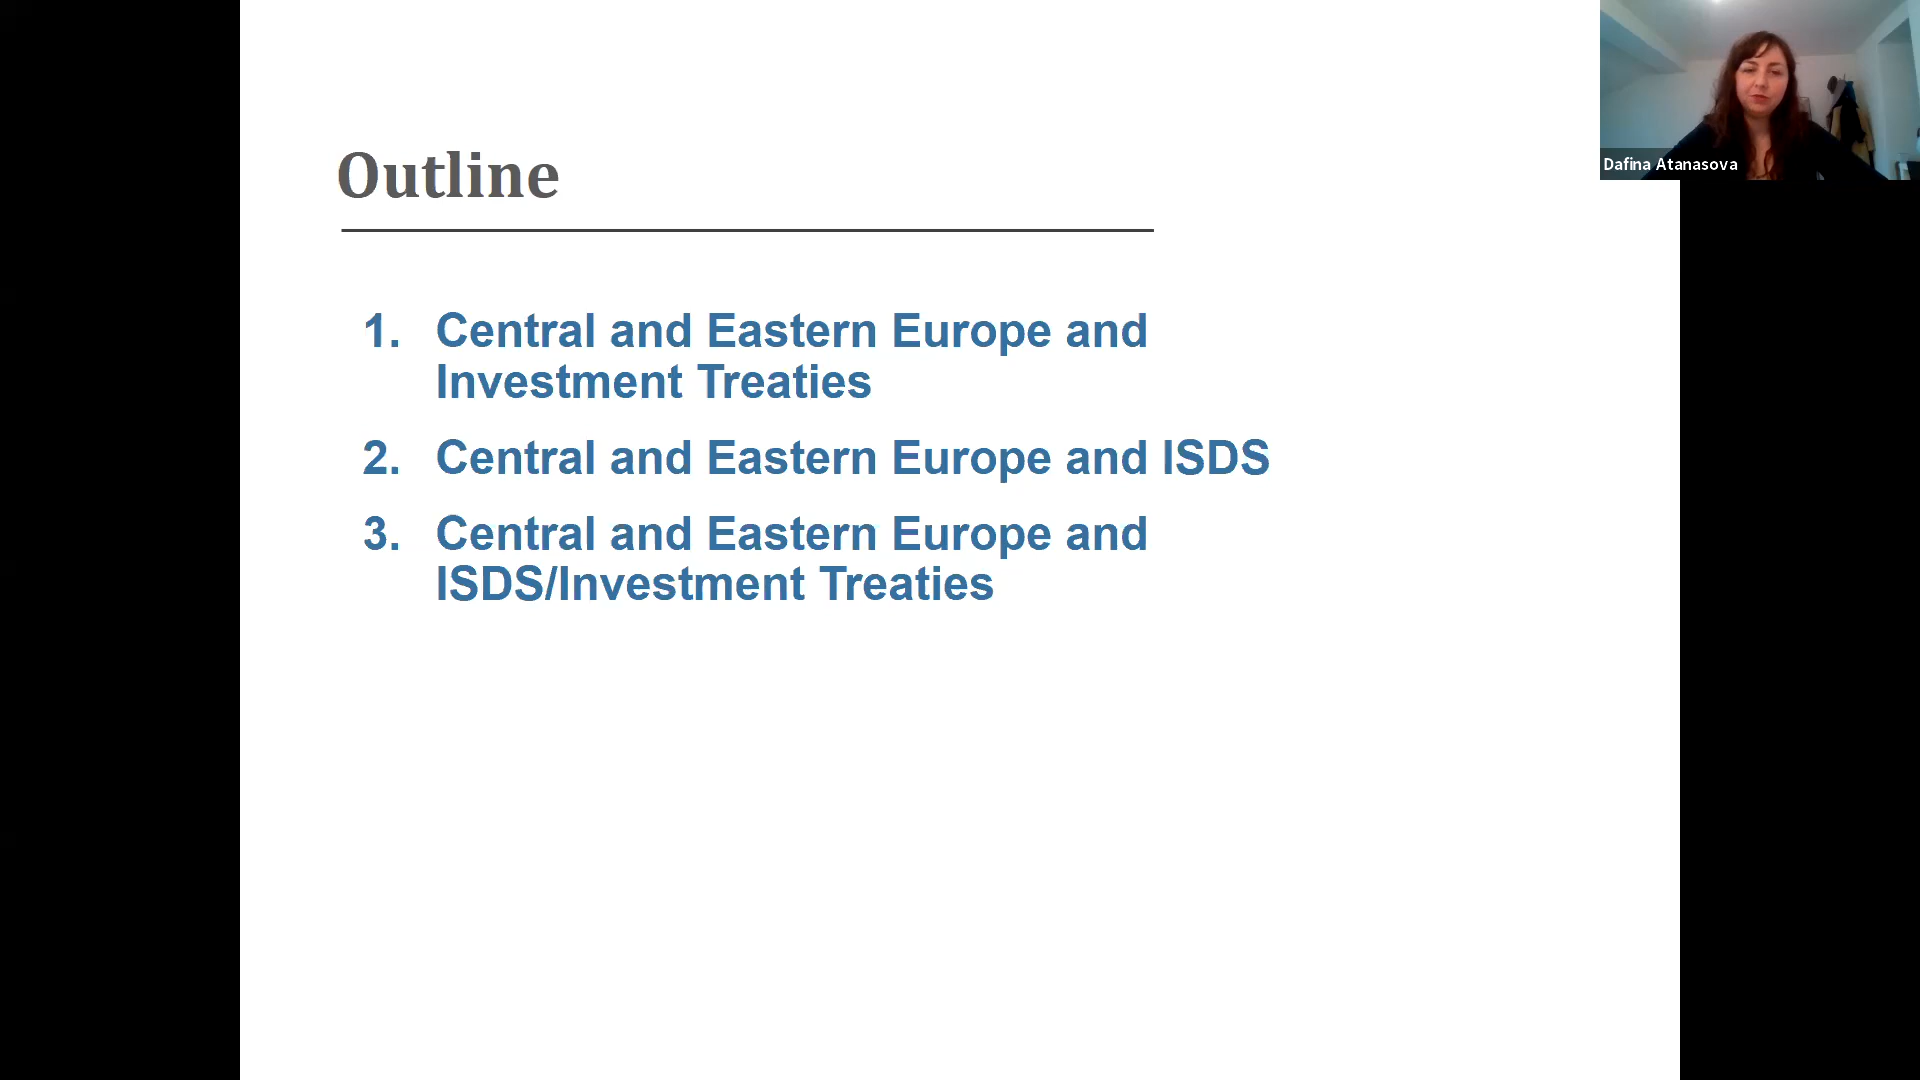 Outline
1. Central and Eastern Europe and
Investment Treaties
2. Central and Eastern Europe and ISDS
3. Central and Eastern Europe and
ISDS/Investment Treaties
Dafina Atanasova